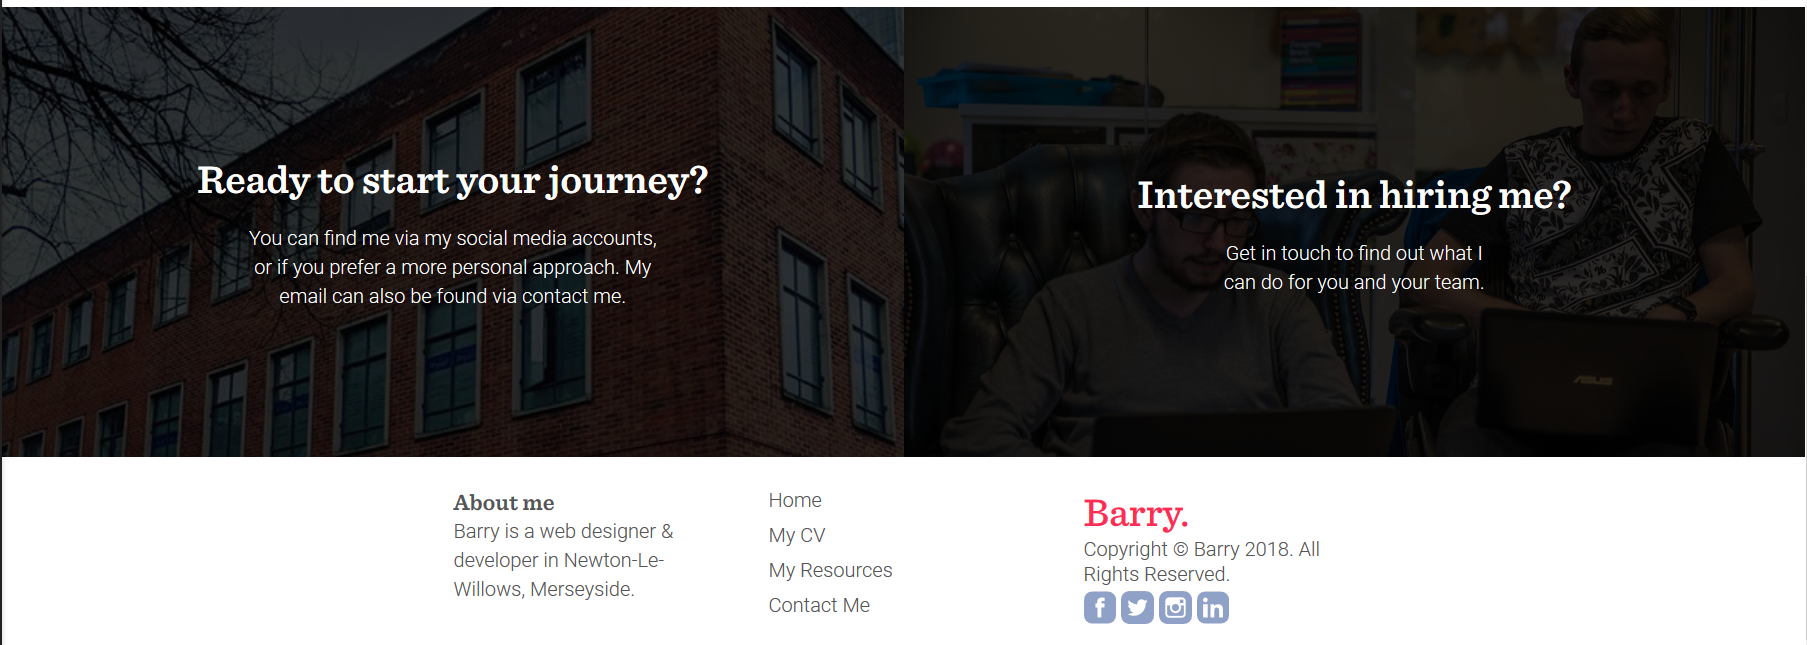 Ready to start your journey?
You can find me via my social media accounts,
or if you prefer a more personal approach. My
email can also be found via contact me.
Interested in hiring me?
Get in touch to find out what I
can do for you and your team.
ASUS
About me
Barry is a web designer &
developer in Newton-Le-
Willows, Merseyside.
Home
My CV
My Resources
Contact Me
Barry.
Copyright © Barry 2018. All
Rights Reserved.